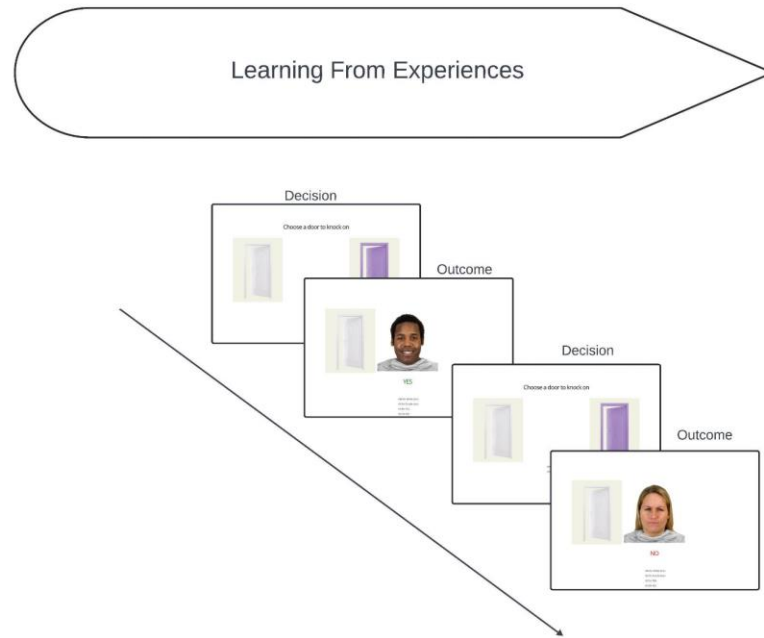 Learning From Experiences
Decision
Choose a door to knock on
Outcome
YES
Decision
Choose a door to knock on
Outcome
NO